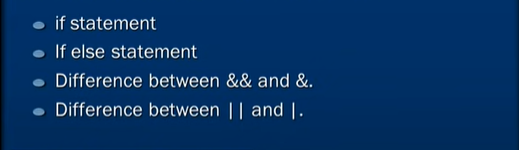 if statement
If else statement
Difference between && and &.
Difference between || and |.